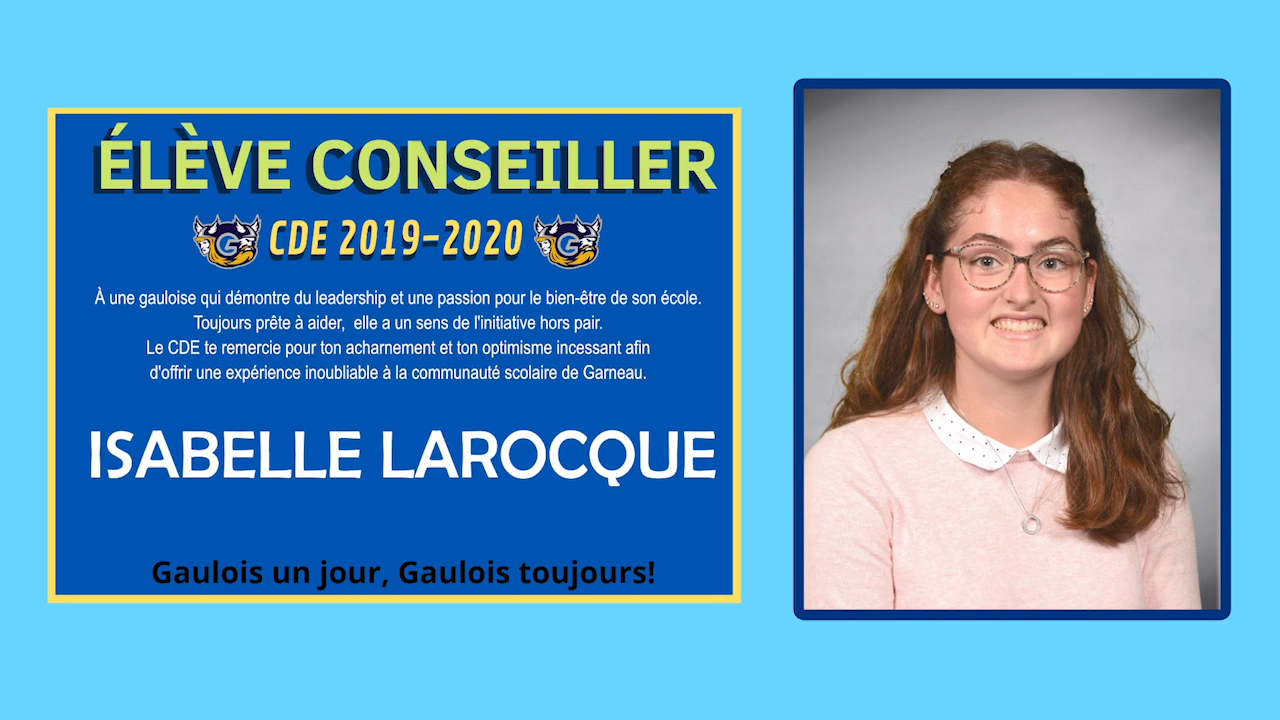 ÉLÈVE CONSEILLER
G CDE 2019-2020 G
À une gauloise qui démontre du leadership et une passion pour le bien-être de son école.
Toujours prête à aider, elle a un sens de l'initiative hors pair.
Le CDE te remercie pour ton acharnement et ton optimisme incessant afin
d'offrir une expérience inoubliable à la communauté scolaire de Garneau.
ISABELLE LAROCQUE
Gaulois un jour, Gaulois toujours!